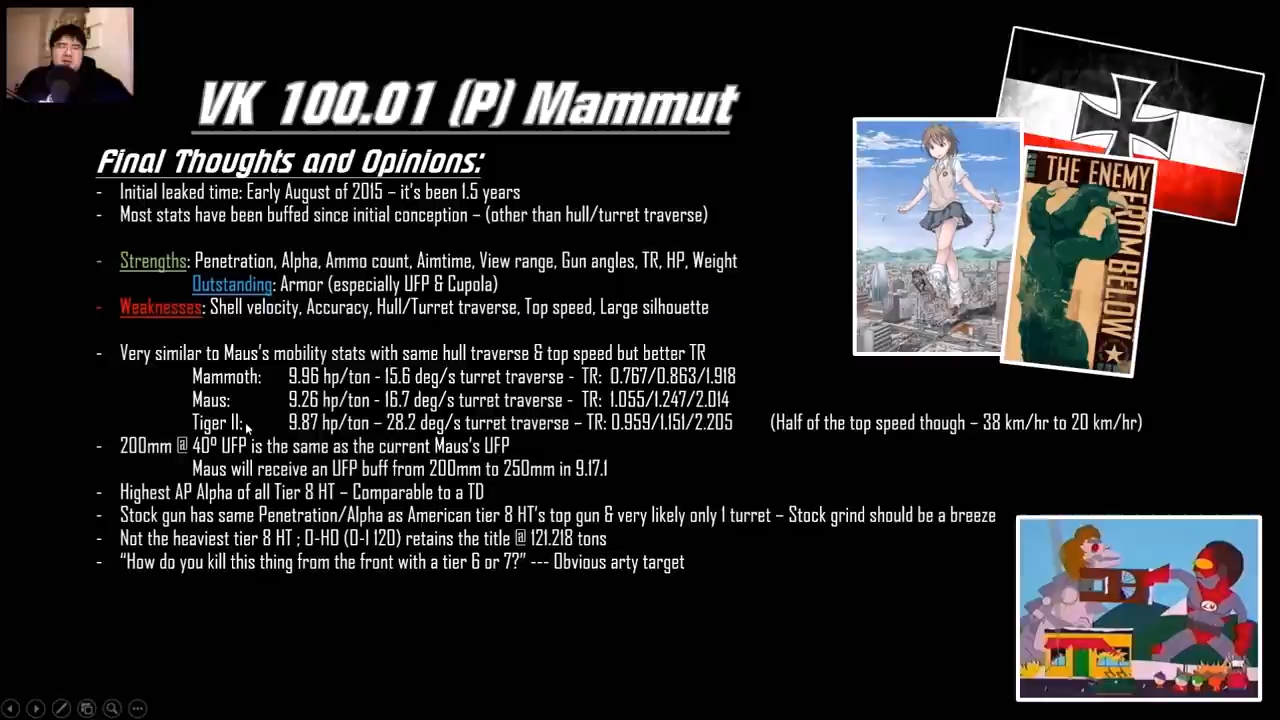 VK 100.01 (P) Mammut
Final Thoughts and Opinions:
- Initial leaked time: Early August of 2015 – it's been 1.5 years
- Most stats have been buffed since initial conception – (other than hull/turret traverse)
- Strengths: Penetration, Alpha, Ammo count, Aimtime, View range, Gun angles, TR, HP, Weight
Outstanding: Armor (especially UFP & Cupola)
- Weaknesses: Shell velocity, Accuracy, Hull/Turret traverse, Top speed, Large silhouette
- Very similar to Maus's mobility stats with same hull traverse & top speed but better TR
Mammoth: 9.96 hp/ton - 15.6 deg/s turret traverse - TR: 0.767/0.863/1.918
Maus: 9.26 hp/ton - 16.7 deg/s turret traverse - TR: 1.055/1.247/2.014
Tiger II: 9.87 hp/ton – 28.2 deg/s turret traverse – TR: 0.959/1.151/2.205 (Half of the top speed though – 38 km/hr to 20 km/hr)
- 200mm @ 40º UFP is the same as the current Maus's UFP
Maus will receive an UFP buff from 200mm to 250mm in 9.17.1
- Highest AP Alpha of all Tier 8 HT – Comparable to a TD
- Stock gun has same Penetration/Alpha as American tier 8 HT's top gun & very likely only 1 turret – Stock grind should be a breeze
- Not the heaviest tier 8 HT ; O-HO (O-I 120) retains the title @ 121.218 tons
- “How do you kill this thing from the front with a tier 6 or 7?” --- Obvious arty target
THE ENEMY
FROM BELOW